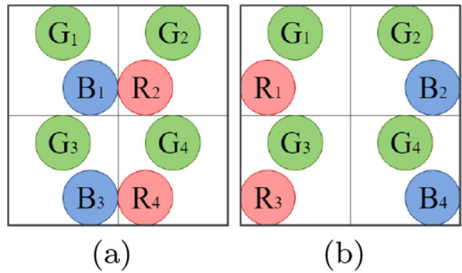 G1 G2 G1 G2
B1 R2 R1 B2
G3 G4 G3 G4
B3 R4 R3 B4
(a) (b)